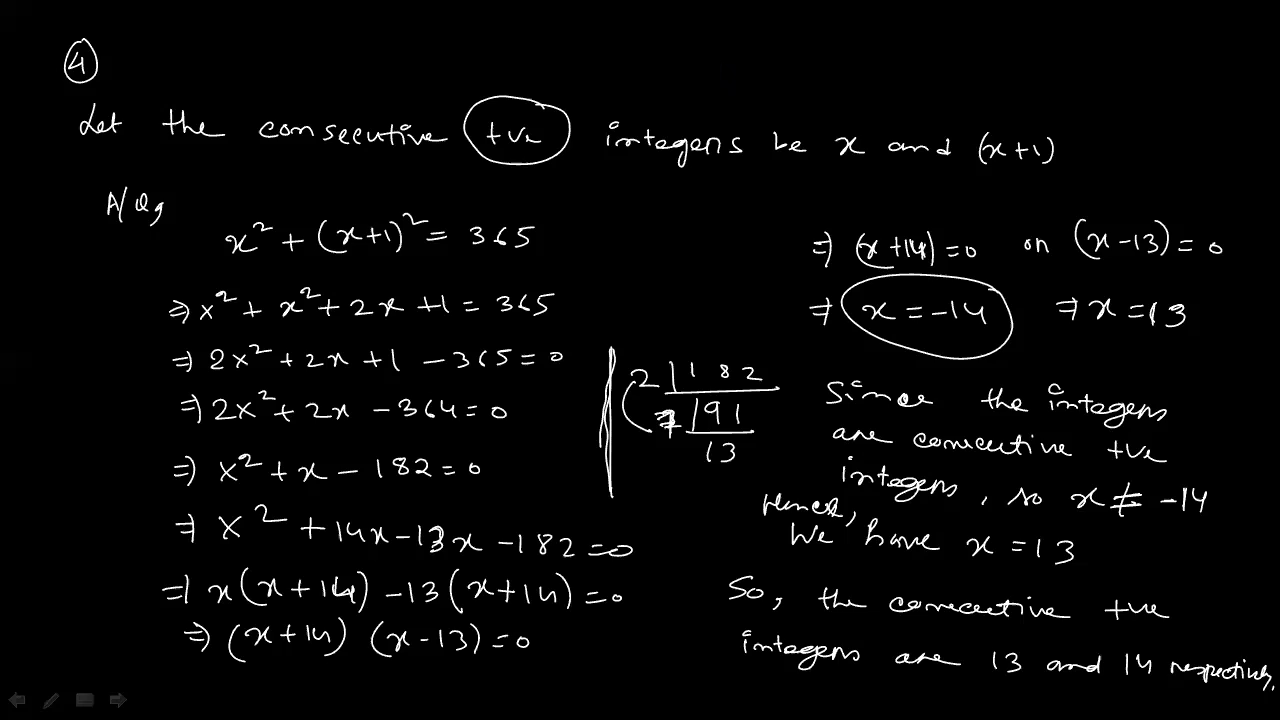 4
Let the consecutive +ve integers be x and (x+1)
A/Q,
x² + (x+1)² = 365
⇒ x² + x² + 2x + 1 = 365
⇒ 2x² + 2x + 1 - 365 = 0
⇒ 2x² + 2x - 364 = 0
⇒ x² + x - 182 = 0
⇒ x² + 14x - 13x - 182 = 0
⇒ x(x+14) - 13(x+14) = 0
⇒ (x+14) (x-13) = 0
2 | 182
7 | 91
13
⇒ (x+14) = 0 or (x-13) = 0
⇒ x = -14 ⇒ x = 13
Since the integers
are consecutive +ve
integers, so x ≠ -14
Hence,
We have x = 13
So, the consecutive +ve
integers are 13 and 14 respectively.